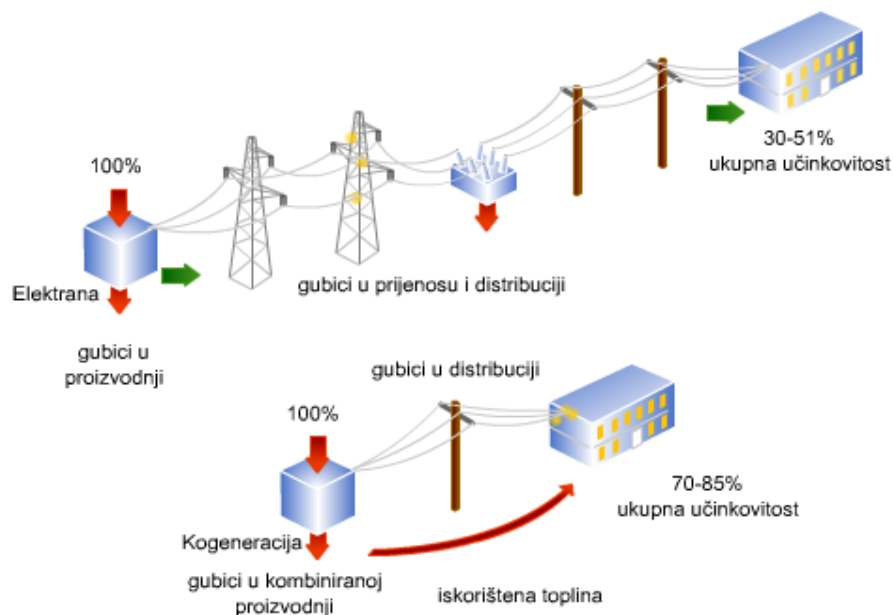 30-51%
ukupna učinkovitost
100%
Elektrana
gubici u prijenosu i distribuciji
gubici u
proizvodnji
gubici u distribuciji
100%
70-85%
ukupna učinkovitost
Kogeneracija
gubici u kombiniranoj
proizvodnji
iskorištena toplina